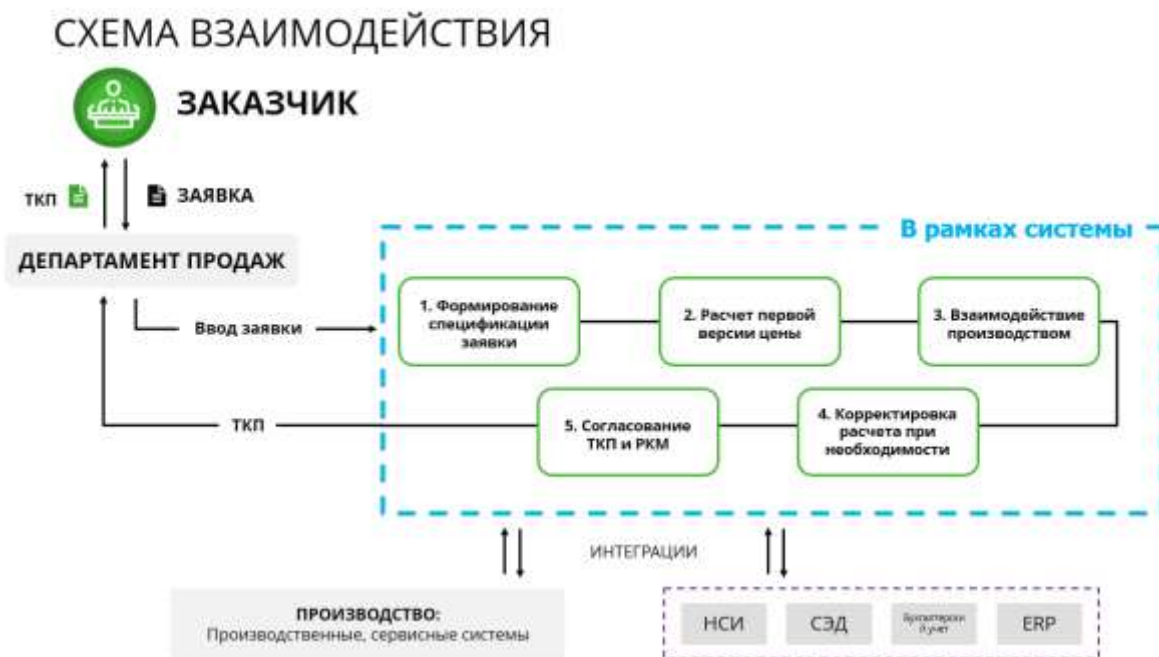 СХЕМА ВЗАИМОДЕЙСТВИЯ
ЗАКАЗЧИК
ТКП
ЗАЯВКА
ДЕПАРТАМЕНТ ПРОДАЖ
В рамках системы
Ввод заявки
1. Формирование
спецификации
заявки
2. Расчет первой
версии цены
3. Взаимодействие
производством
ТКП
5. Согласование
ТКП и РКМ
4. Корректировка
расчета при
необходимости
ИНТЕГРАЦИИ
ПРОИЗВОДСТВО:
Производственные, сервисные системы
НСИ
СЭД
Бухгалтерски
й учет
ERP